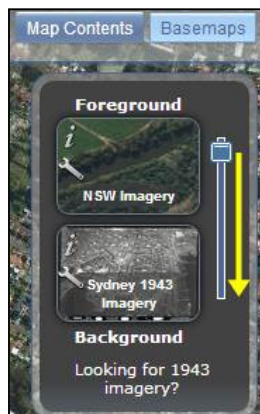 Map Contents
Basemaps
Foreground
i
NSW Imagery
i
Sydney 1943
Imagery
Background
Looking for 1943
imagery?